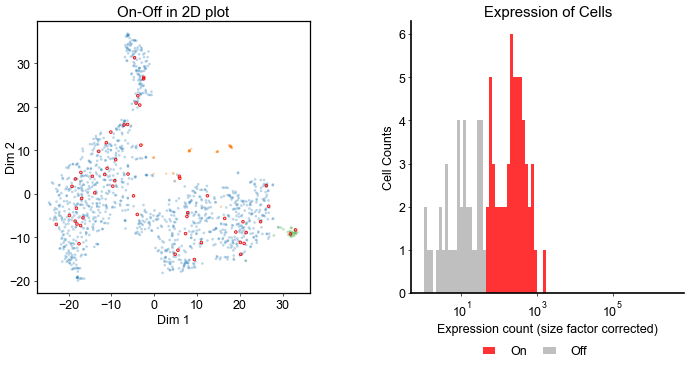 On-Off in 2D plot
Dim 2
30
20
10
0
−10
−20
−20 −10 0 10 20 30
Dim 1
Expression of Cells
Cell Counts
6
5
4
3
2
1
0
10^1 10^3 10^5
Expression count (size factor corrected)
On Off